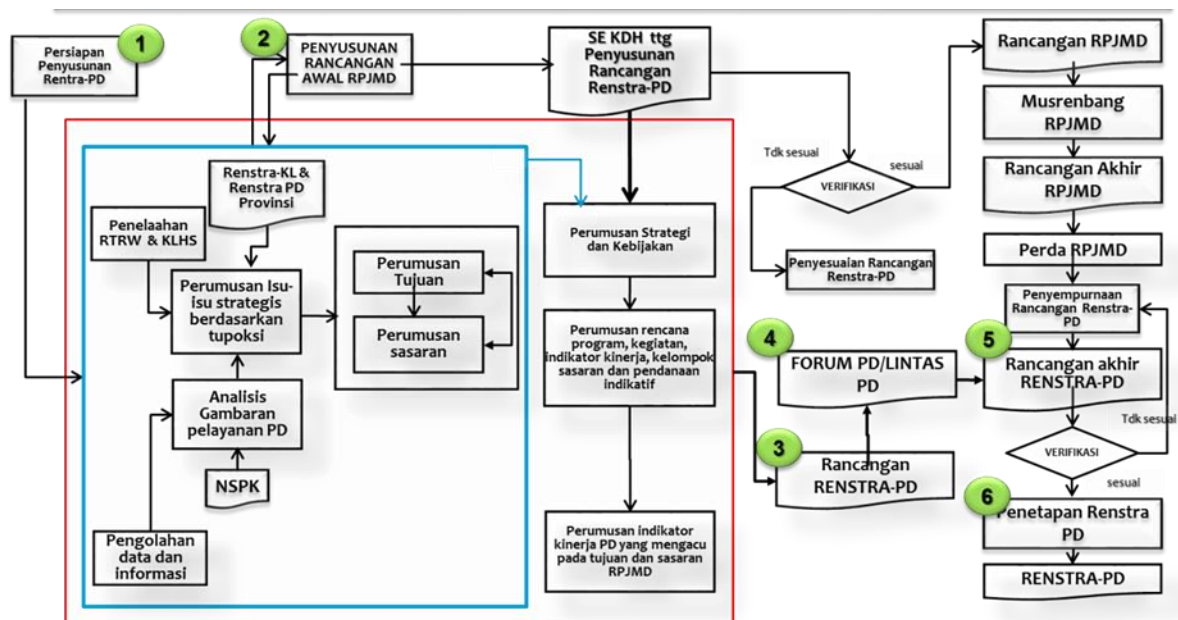 1
Persiapan
Penyusunan
Rentra-PD
2
PENYUSUNAN
RANCANGAN
AWAL RPJMD
SE KDH ttg
Penyusunan
Rancangan
Renstra-PD
Rancangan RPJMD
Musrenbang
RPJMD
Rancangan Akhir
RPJMD
Perda RPJMD
Tdk sesuai
sesuai
VERIFIKASI
Penyesuaian Rancangan
Renstra-PD
Renstra-KL &
Renstra PD
Provinsi
Penelaahan
RTRW & KLHS
Perumusan Isu-
isu strategis
berdasarkan
tupoksi
Perumusan
Tujuan
Perumusan
sasaran
Analisis
Gambaran
pelayanan PD
NSPK
Pengolahan
data dan
informasi
Perumusan Strategi
dan Kebijakan
Perumusan rencana
program, kegiatan,
indikator kinerja, kelompok
sasaran dan pendanaan
indikatif
Perumusan indikator
kinerja PD yang mengacu
pada tujuan dan sasaran
RPJMD
3
Rancangan
RENSTRA-PD
4
FORUM PD/LINTAS
PD
Penyempurnaan
Rancangan Renstra-
PD
5
Rancangan akhir
RENSTRA-PD
Tdk sesuai
VERIFIKASI
sesuai
6
Penetapan Renstra
PD
RENSTRA-PD